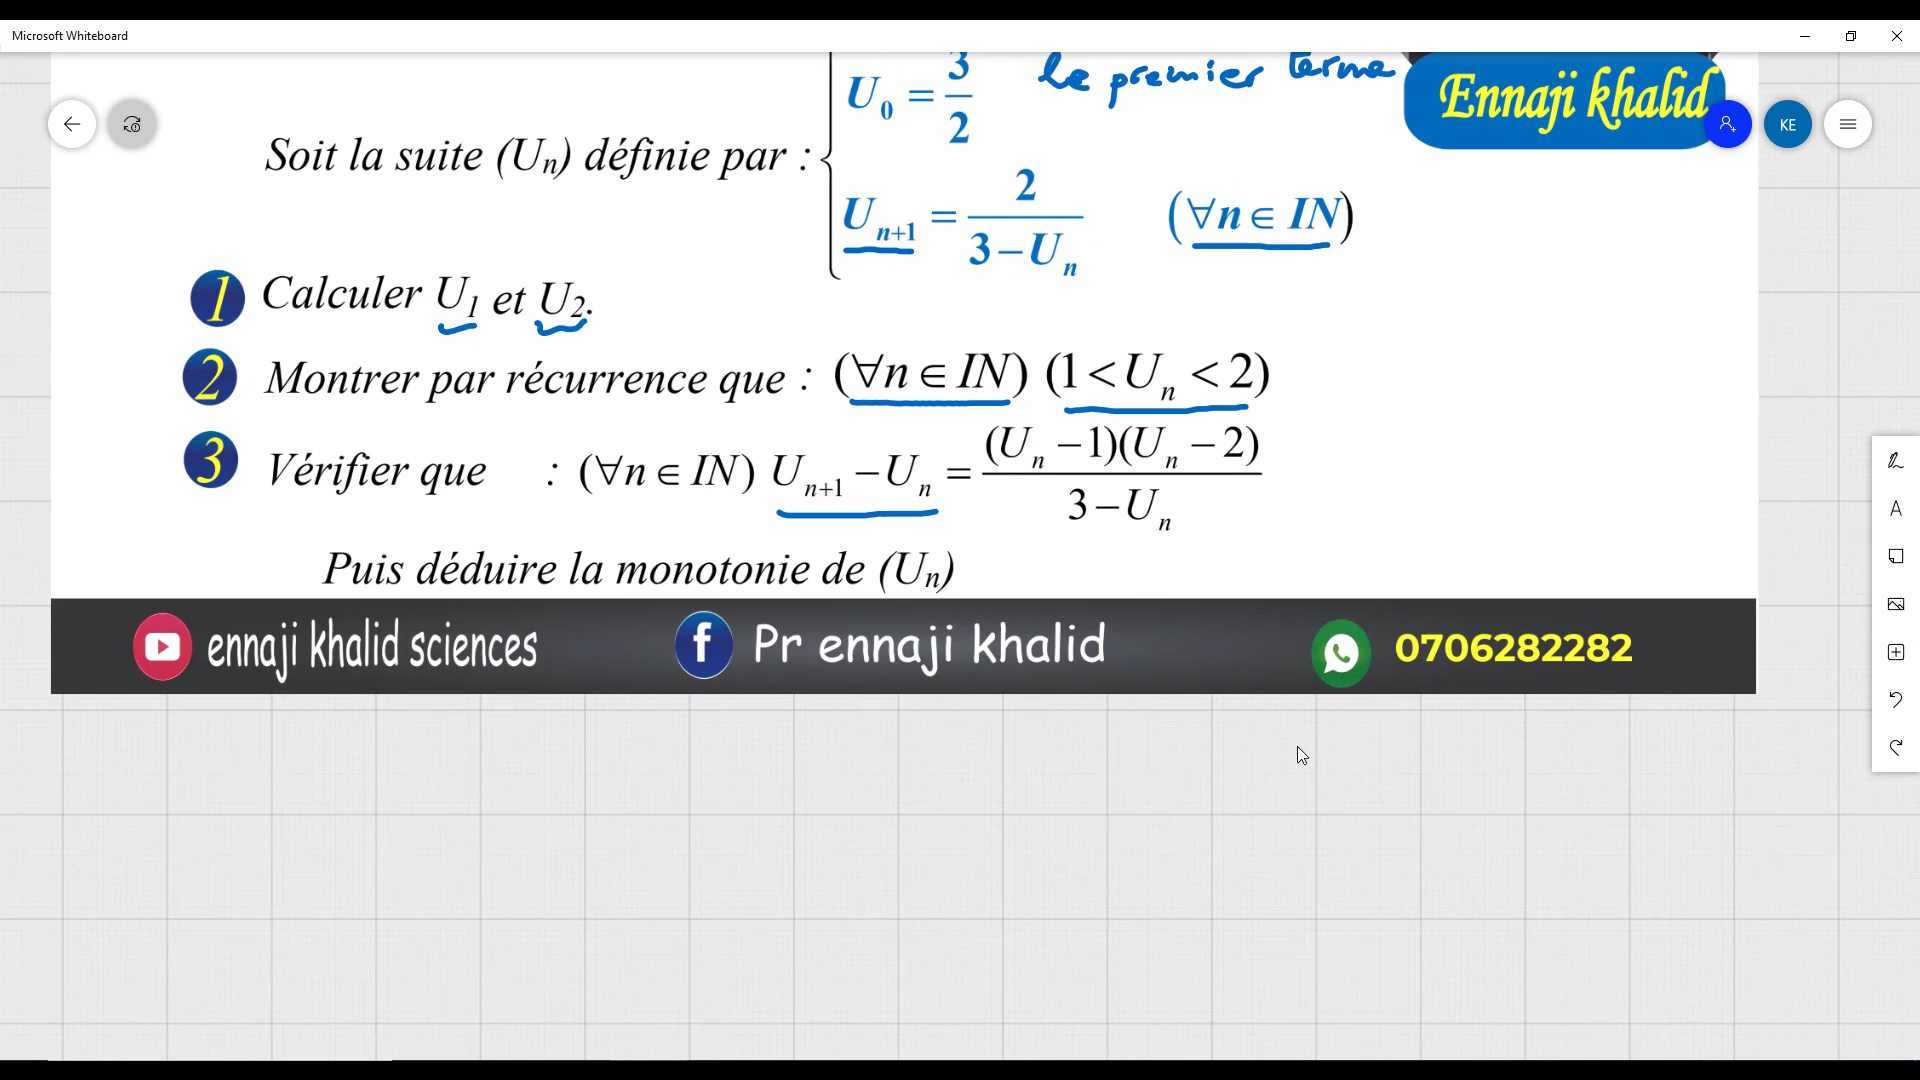 Microsoft Whiteboard
U₀ = 3/2 le premier terme
Ennaji khalid
KE
Soit la suite (Uₙ) définie par :
Uₙ₊₁ = 2/(3 − Uₙ) (∀n ∈ IN)
1 Calculer U₁ et U₂.
2 Montrer par récurrence que : (∀n ∈ IN) (1 < Uₙ < 2)
3 Vérifier que : (∀n ∈ IN) Uₙ₊₁ − Uₙ = (Uₙ − 1)(Uₙ − 2)/(3 − Uₙ)
Puis déduire la monotonie de (Uₙ)
ennaji khalid sciences f Pr ennaji khalid 0706282282